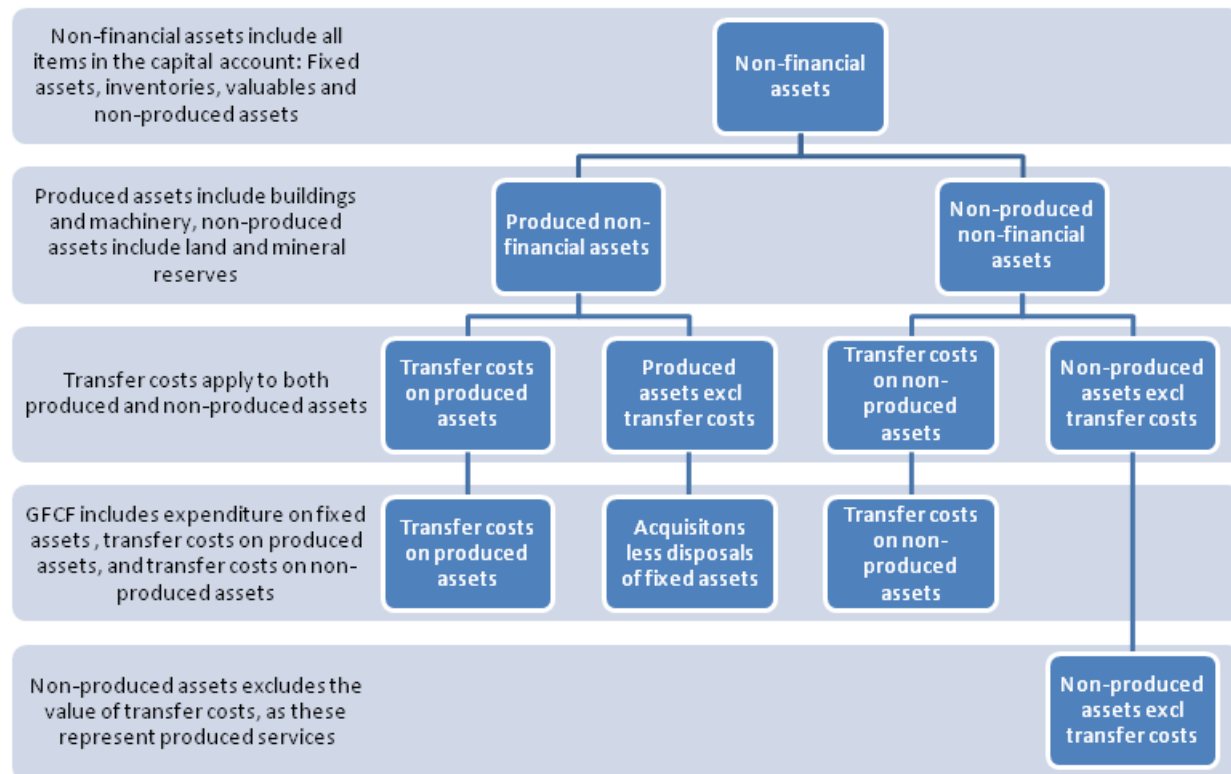 Non-financial assets include all
items in the capital account: Fixed
assets, inventories, valuables and
non-produced assets
Non-financial
assets
Produced assets include buildings
and machinery, non-produced
assets include land and mineral
reserves
Produced non-
financial assets
Non-produced
non-financial
assets
Transfer costs apply to both
produced and non-produced assets
Transfer costs
on produced
assets
Produced
assets excl
transfer costs
Transfer costs
on non-
produced
assets
Non-produced
assets excl
transfer costs
GFCF includes expenditure on fixed
assets , transfer costs on produced
assets, and transfer costs on non-
produced assets
Transfer costs
on produced
assets
Acquisitons
less disposals
of fixed assets
Transfer costs
on non-
produced
assets
Non-produced assets excludes the
value of transfer costs, as these
represent produced services
Non-produced
assets excl
transfer costs